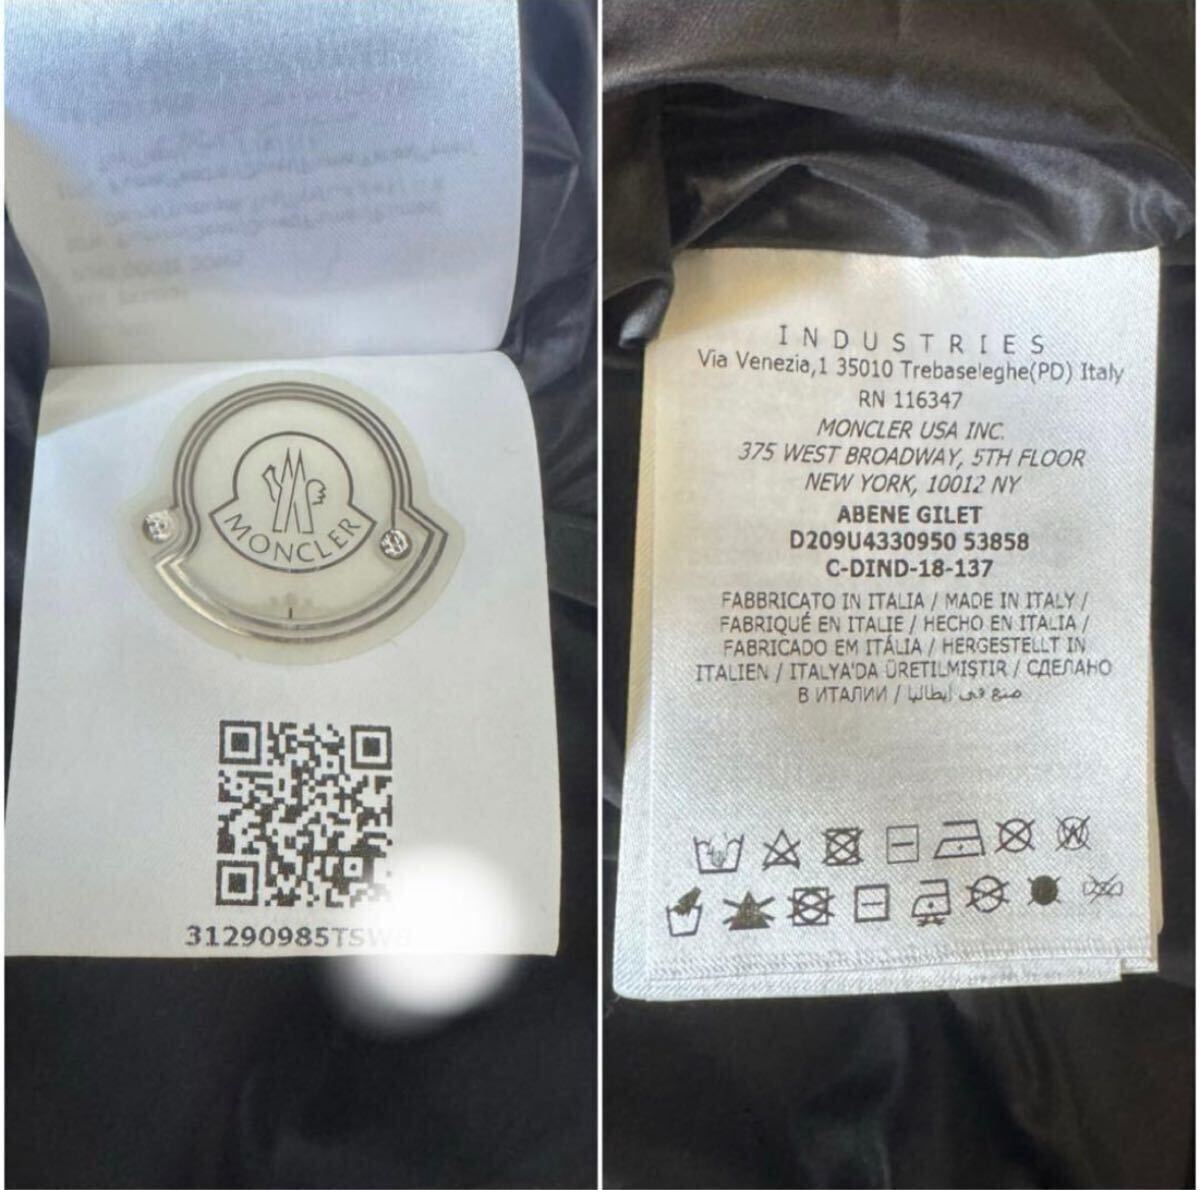 MONCLER
31290985TSW
INDUSTRIES
Via Venezia,1 35010 Trebaseleghe(PD) Italy
RN 116347
MONCLER USA INC.
375 WEST BROADWAY, 5TH FLOOR
NEW YORK, 10012 NY
ABENE GILET
D209U4330950 53858
C-DIND-18-137
FABBRICATO IN ITALIA / MADE IN ITALY /
FABRIQUÉ EN ITALIE / HECHO EN ITALIA /
FABRICADO EM ITÁLIA / HERGESTELLT IN
ITALIEN / ITALYA'DA ÜRETILMIŞTIR / СДЕЛАНО
В ИТАЛИИ / صنع في إيطاليا
W